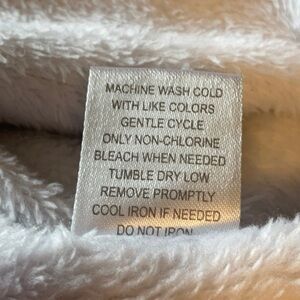 MACHINE WASH COLD
WITH LIKE COLORS
GENTLE CYCLE
ONLY NON-CHLORINE
BLEACH WHEN NEEDED
TUMBLE DRY LOW
REMOVE PROMPTLY
COOL IRON IF NEEDED
DO NOT IRON